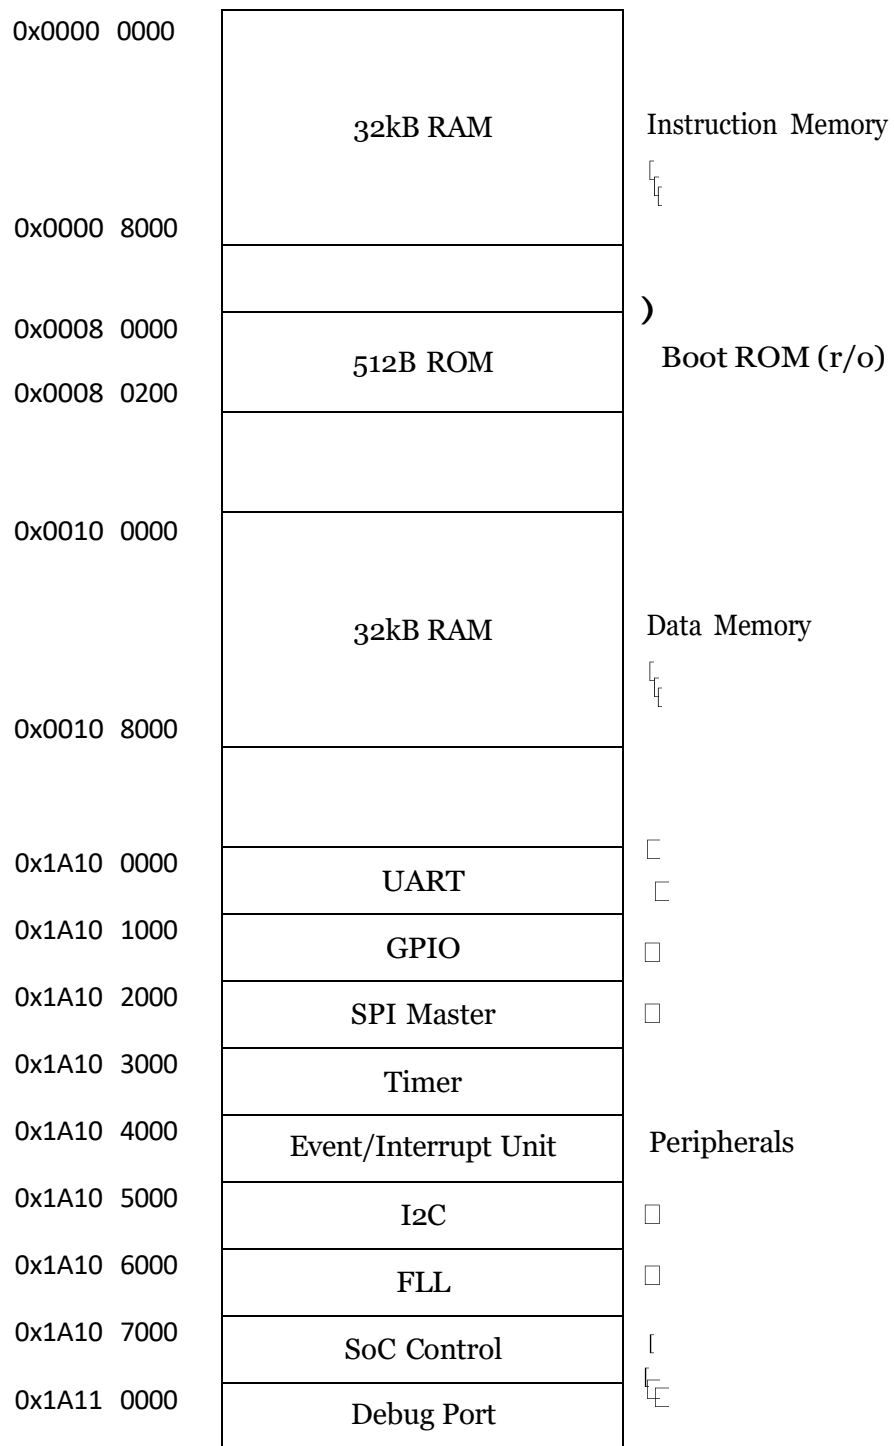 0x0000 0000
32kB RAM
Instruction Memory
0x0000 8000
)
0x0008 0000
512B ROM
Boot ROM (r/o)
0x0008 0200
0x0010 0000
32kB RAM
Data Memory
0x0010 8000
0x1A10 0000
UART
0x1A10 1000
GPIO
0x1A10 2000
SPI Master
0x1A10 3000
Timer
0x1A10 4000
Event/Interrupt Unit
Peripherals
0x1A10 5000
I2C
0x1A10 6000
FLL
0x1A10 7000
SoC Control
0x1A11 0000
Debug Port